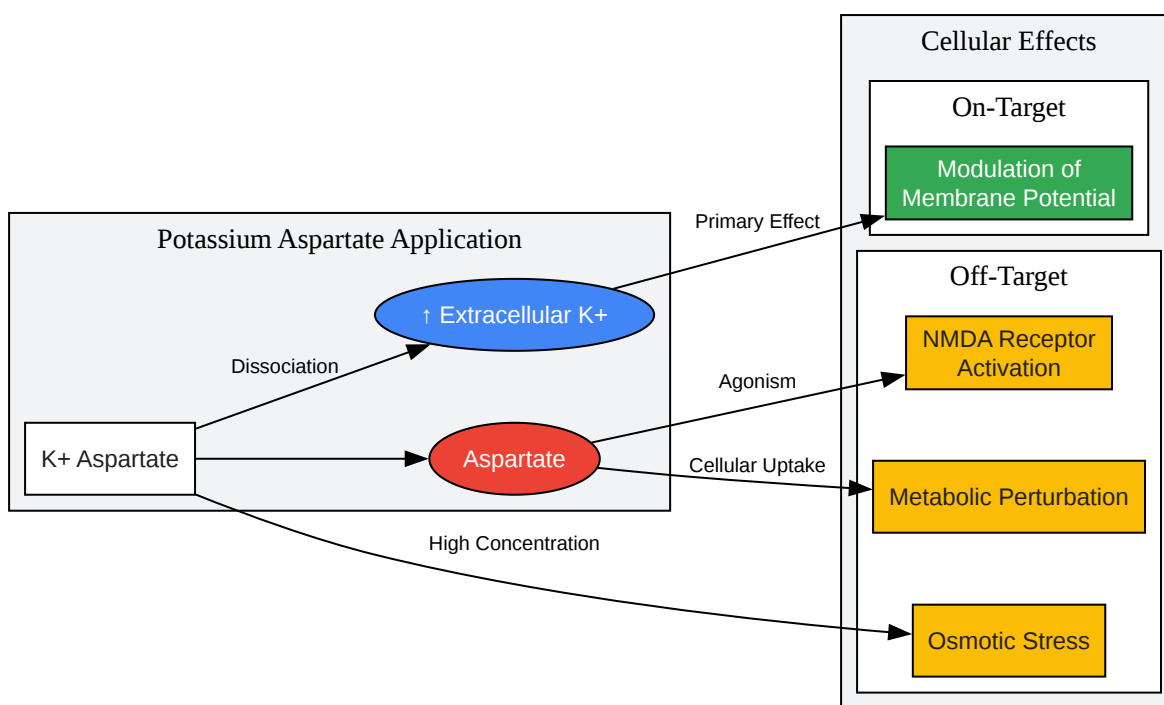 Cellular Effects
On-Target
Modulation of
Membrane Potential
Primary Effect
Potassium Aspartate Application
Off-Target
↑ Extracellular K+
NMDA Receptor
Activation
Dissociation
Agonism
K+ Aspartate
Aspartate
Cellular Uptake
Metabolic Perturbation
High Concentration
Osmotic Stress